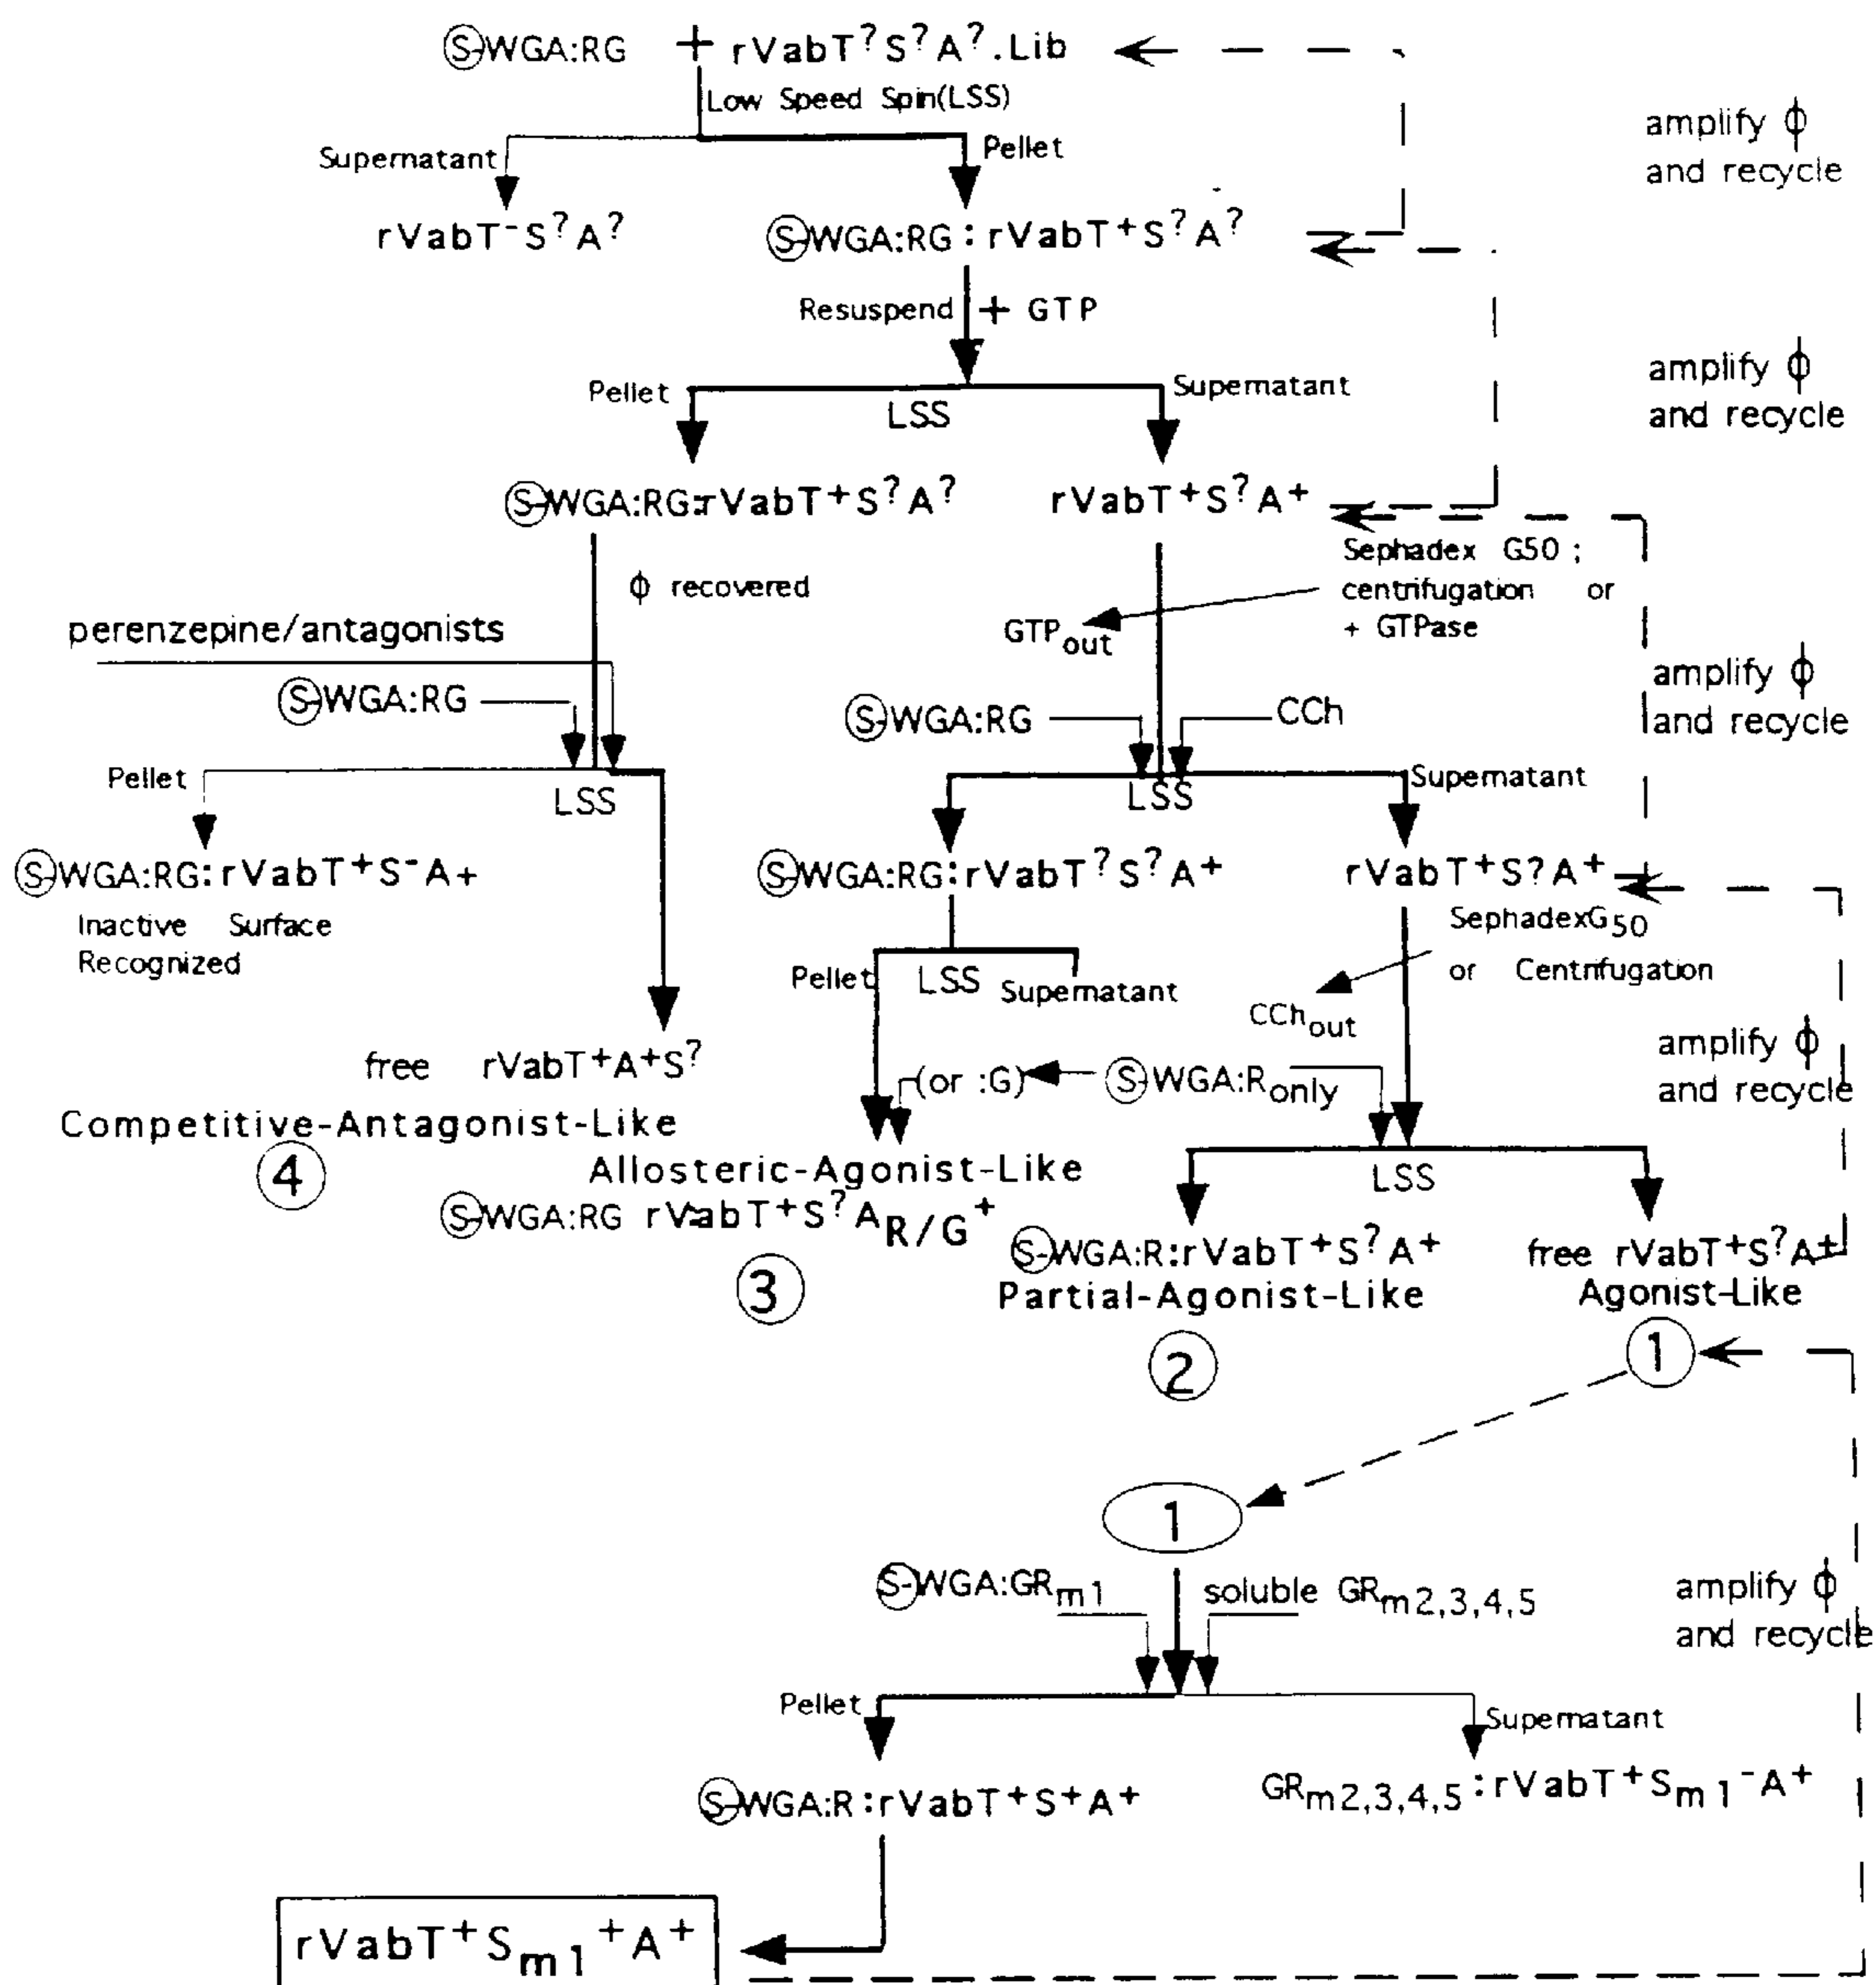 Ⓢ-WGA:RG + rVabT?S?A?.Lib
Low Speed Spin(LSS)
amplify ϕ
and recycle
Supernatant
Pellet
rVabT-S?A?
Ⓢ-WGA:RG : rVabT+S?A?
Resuspend + GTP
amplify ϕ
and recycle
Pellet
LSS
Supernatant
Ⓢ-WGA:RG:rVabT+S?A?
rVabT+S?A+
Sephadex G50 ;
centrifugation or
+ GTPase
ϕ recovered
GTPout
perenzepine/antagonists
Ⓢ-WGA:RG
Ⓢ-WGA:RG
CCh
amplify ϕ
and recycle
Pellet
LSS
LSS
Supernatant
Ⓢ-WGA:RG:rVabT+S-A+
Inactive Surface
Recognized
Ⓢ-WGA:RG:rVabT?S?A+
rVabT+S?A+
SephadexG50
or Centrifugation
Pellet
LSS
Supernatant
CChout
free rVabT+A+S?
Competitive-Antagonist-Like
4
(or :G)
Ⓢ-WGA:Ronly
amplify ϕ
and recycle
Allosteric-Agonist-Like
Ⓢ-WGA:RG rVabT+S?AR/G+
3
LSS
Ⓢ-WGA:R:rVabT+S?A+
Partial-Agonist-Like
2
free rVabT+S?A+
Agonist-Like
1
1
Ⓢ-WGA:GRm1
soluble GRm2,3,4,5
amplify ϕ
and recycle
Pellet
Supernatant
Ⓢ-WGA:R:rVabT+S+A+
GRm2,3,4,5:rVabT+Sm1-A+
rVabT+Sm1+A+